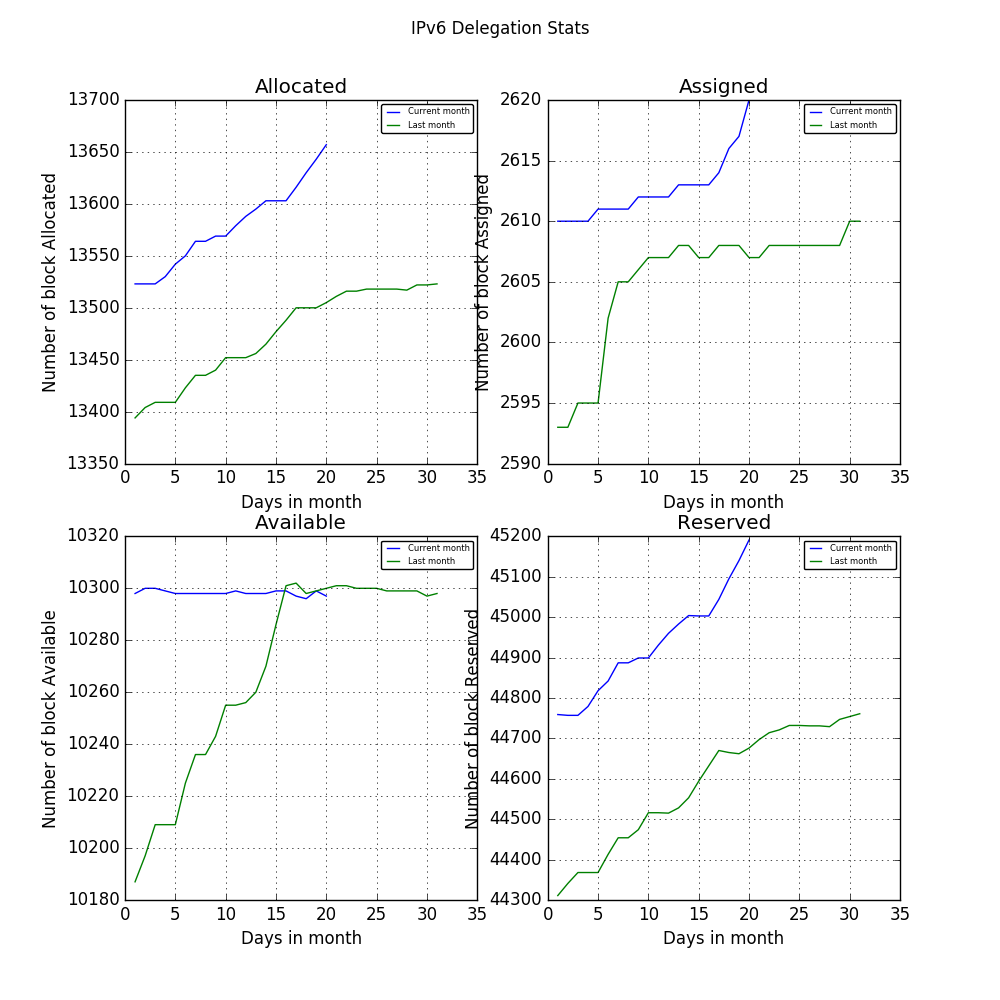 IPv6 Delegation Stats
Allocated
Number of block Allocated
13700
13650
13600
13550
13500
13450
13400
13350
Current month
Last month
0 5 10 15 20 25 30 35
Days in month
Assigned
Number of block Assigned
2620
2615
2610
2605
2600
2595
2590
Current month
Last month
0 5 10 15 20 25 30 35
Days in month
Available
Number of block Available
10320
10300
10280
10260
10240
10220
10200
10180
Current month
Last month
0 5 10 15 20 25 30 35
Days in month
Reserved
Number of block Reserved
45200
45100
45000
44900
44800
44700
44600
44500
44400
44300
Current month
Last month
0 5 10 15 20 25 30 35
Days in month